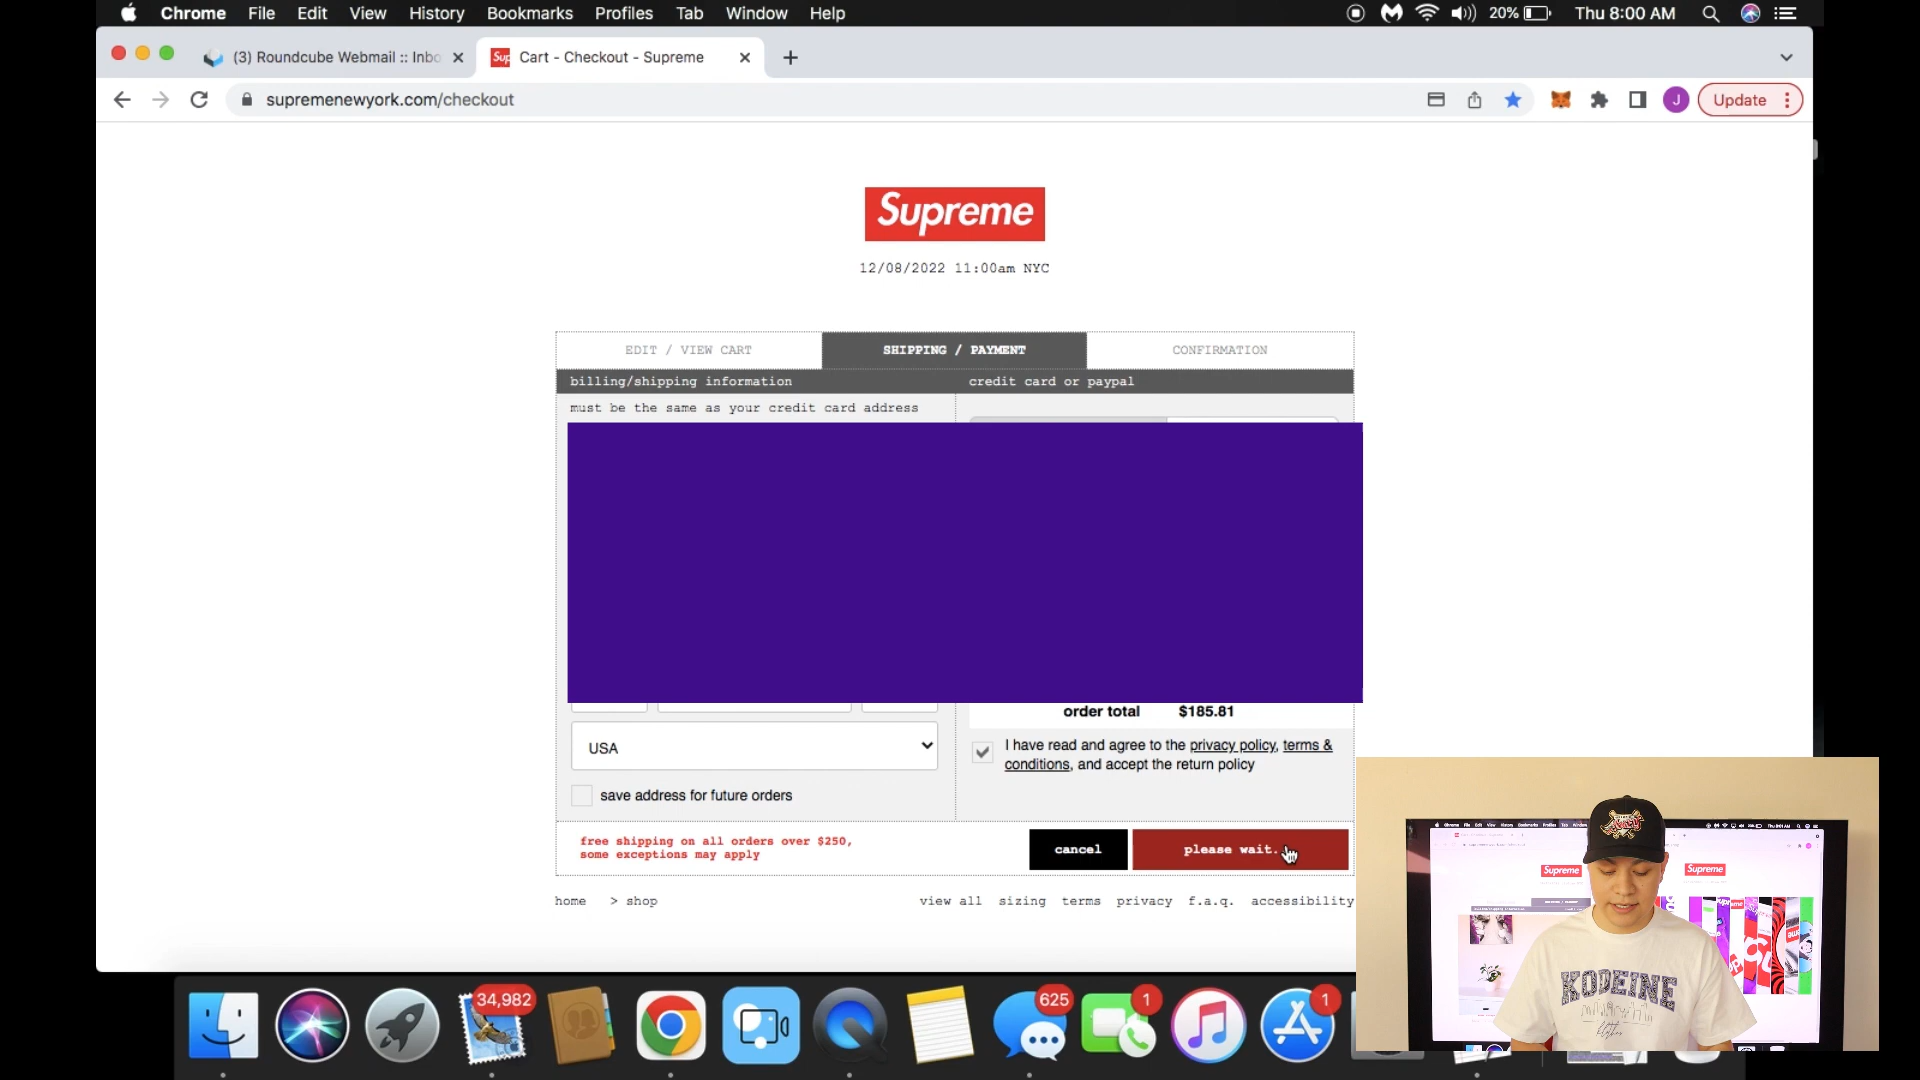 Chrome File Edit View History Bookmarks Profiles Tab Window Help 20% Thu 8:00 AM
(3) Roundcube Webmail :: Inbo
Sup Cart - Checkout - Supreme
supremenewyork.com/checkout
J Update
Supreme
12/08/2022 11:00am NYC
EDIT / VIEW CART SHIPPING / PAYMENT CONFIRMATION
billing/shipping information credit card or paypal
must be the same as your credit card address
order total $185.81
USA
I have read and agree to the privacy policy, terms &
conditions, and accept the return policy
save address for future orders
free shipping on all orders over $250,
some exceptions may apply
cancel please wait.
home > shop view all sizing terms privacy f.a.q. accessibility
Supreme Supreme
KODEINE
34,982 625 1 1